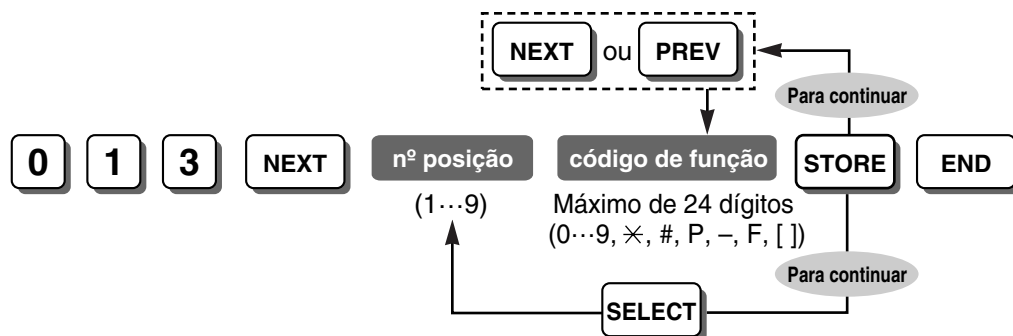 NEXT ou PREV
Para continuar
0 1 3 NEXT nº posição código de função STORE END
(1···9) Máximo de 24 dígitos
(0···9, ✳, #, P, –, F, [ ])
Para continuar
SELECT